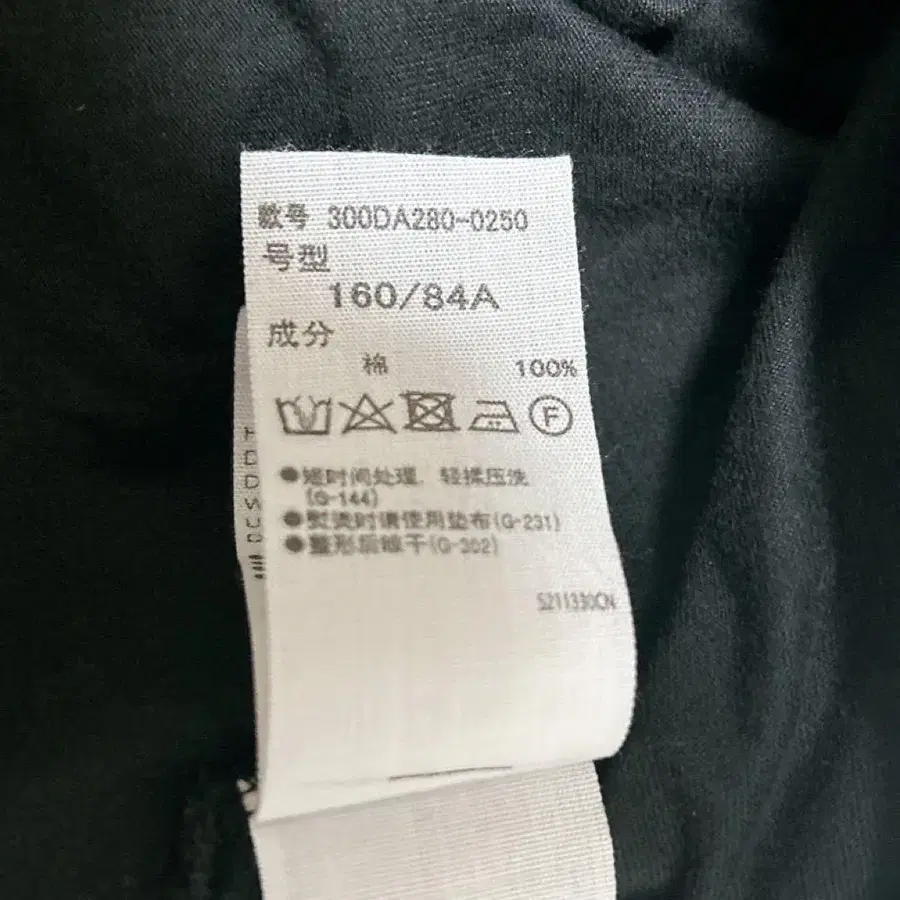 款号 300DA280-0250
号型
160/84A
成分
棉 100%
F
●短时间处理，轻揉压洗
(G-144)
●熨烫时请使用垫布(G-231)
●整形后晾干(G-302)
S211330CN